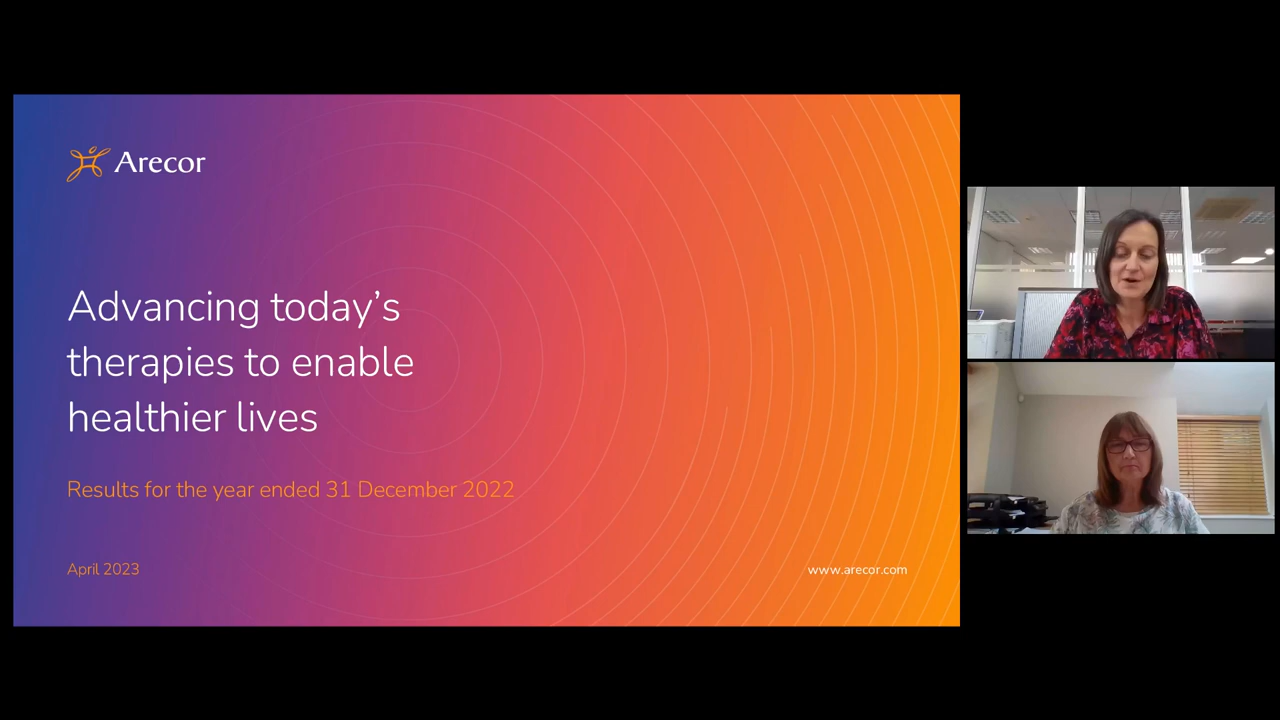 Arecor
Advancing today's
therapies to enable
healthier lives
Results for the year ended 31 December 2022
April 2023
www.arecor.com